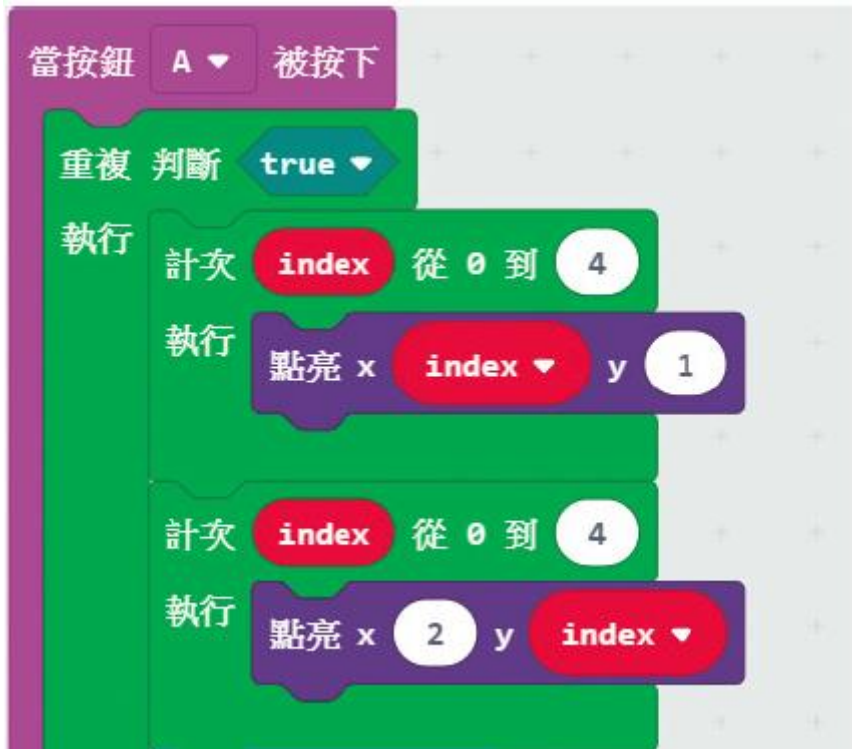 當按鈕 A 被按下
重複 判斷 true
執行
計次 index 從 0 到 4
執行
點亮 x index y 1
計次 index 從 0 到 4
執行
點亮 x 2 y index